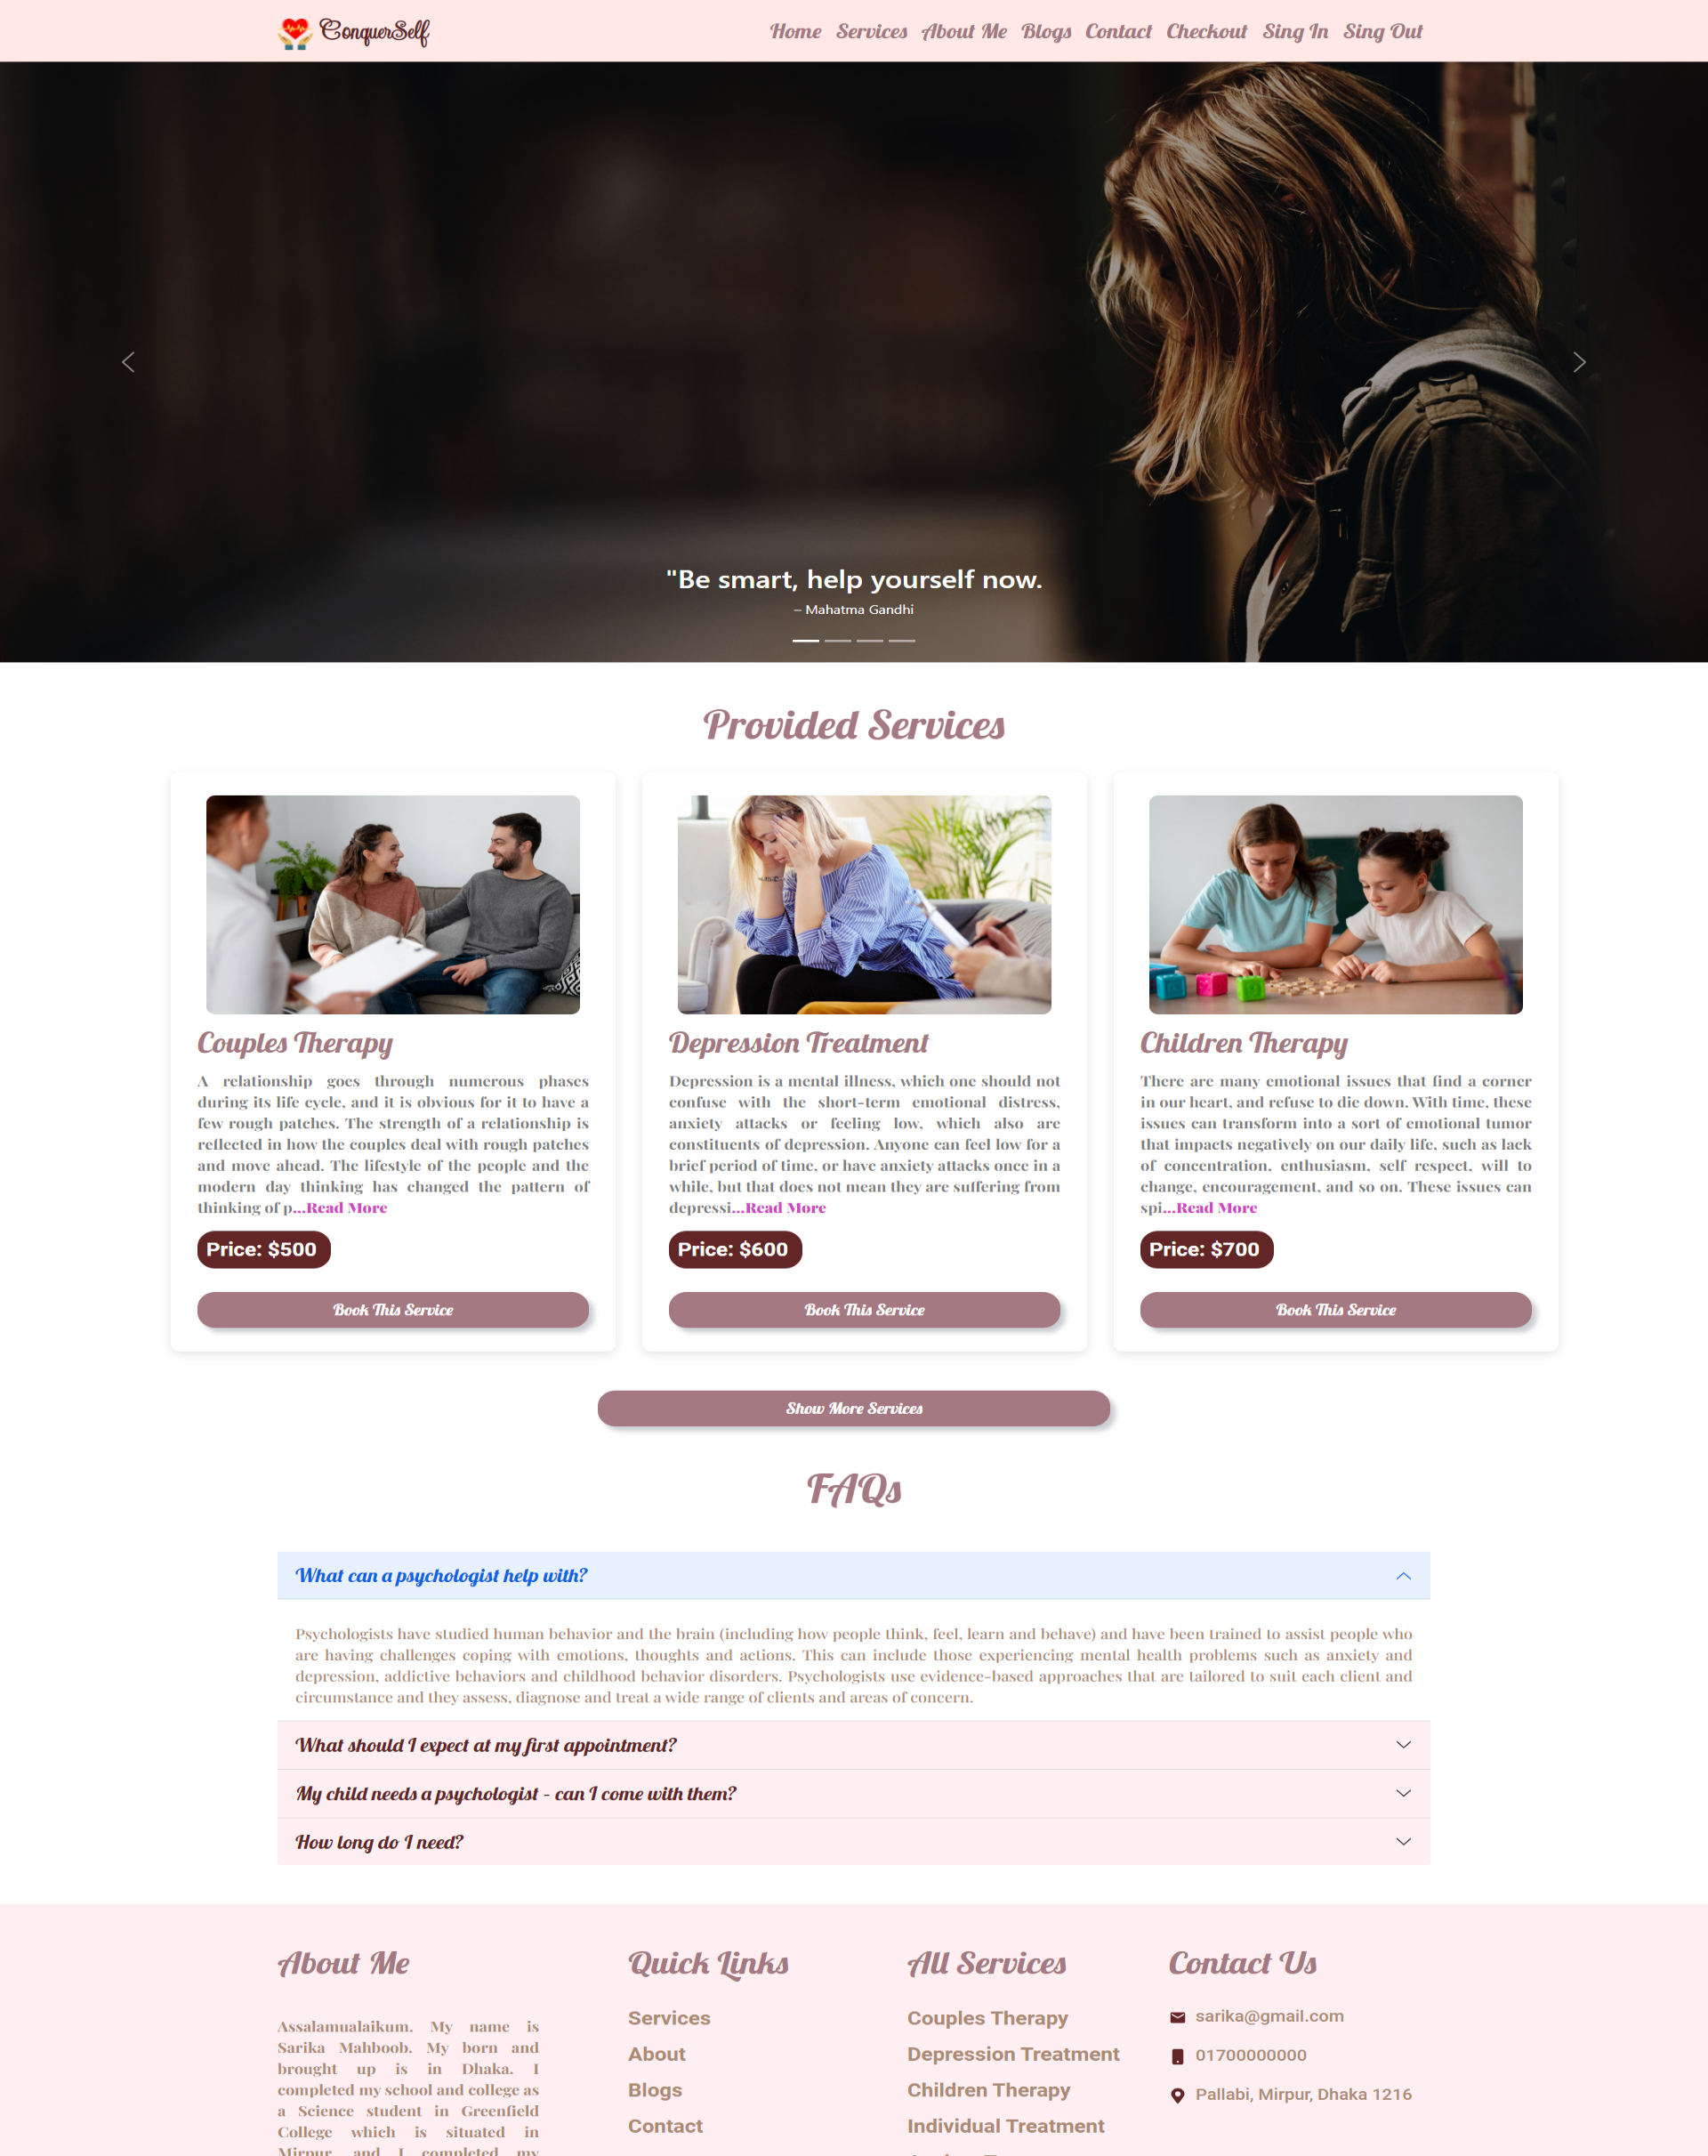 ConquerSelf
Home Services About Me Blogs Contact Checkout Sing In Sing Out
"Be smart, help yourself now.
– Mahatma Gandhi
Provided Services
Couples Therapy
A relationship goes through numerous phases
during its life cycle, and it is obvious for it to have a
few rough patches. The strength of a relationship is
reflected in how the couples deal with rough patches
and move ahead. The lifestyle of the people and the
modern day thinking has changed the pattern of
thinking of p...Read More
Price: $500
Book This Service
Depression Treatment
Depression is a mental illness, which one should not
confuse with the short-term emotional distress,
anxiety attacks or feeling low, which also are
constituents of depression. Anyone can feel low for a
brief period of time, or have anxiety attacks once in a
while, but that does not mean they are suffering from
depressi...Read More
Price: $600
Book This Service
Children Therapy
There are many emotional issues that find a corner
in our heart, and refuse to die down. With time, these
issues can transform into a sort of emotional tumor
that impacts negatively on our daily life, such as lack
of concentration, enthusiasm, self respect, will to
change, encouragement, and so on. These issues can
spi...Read More
Price: $700
Book This Service
Show More Services
FAQs
What can a psychologist help with?
Psychologists have studied human behavior and the brain (including how people think, feel, learn and behave) and have been trained to assist people who
are having challenges coping with emotions, thoughts and actions. This can include those experiencing mental health problems such as anxiety and
depression, addictive behaviors and childhood behavior disorders. Psychologists use evidence-based approaches that are tailored to suit each client and
circumstance and they assess, diagnose and treat a wide range of clients and areas of concern.
What should I expect at my first appointment?
My child needs a psychologist – can I come with them?
How long do I need?
About Me
Assalamualaikum. My name is
Sarika Mahboob. My born and
brought up is in Dhaka. I
completed my school and college as
a Science student in Greenfield
College which is situated in
Mirpur, and I completed my
Quick Links
Services
About
Blogs
Contact
All Services
Couples Therapy
Depression Treatment
Children Therapy
Individual Treatment
Contact Us
sarika@gmail.com
01700000000
Pallabi, Mirpur, Dhaka 1216